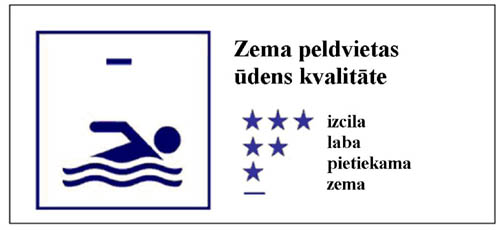 Zema peldvietas
ūdens kvalitāte
izcila
laba
pietiekama
zema